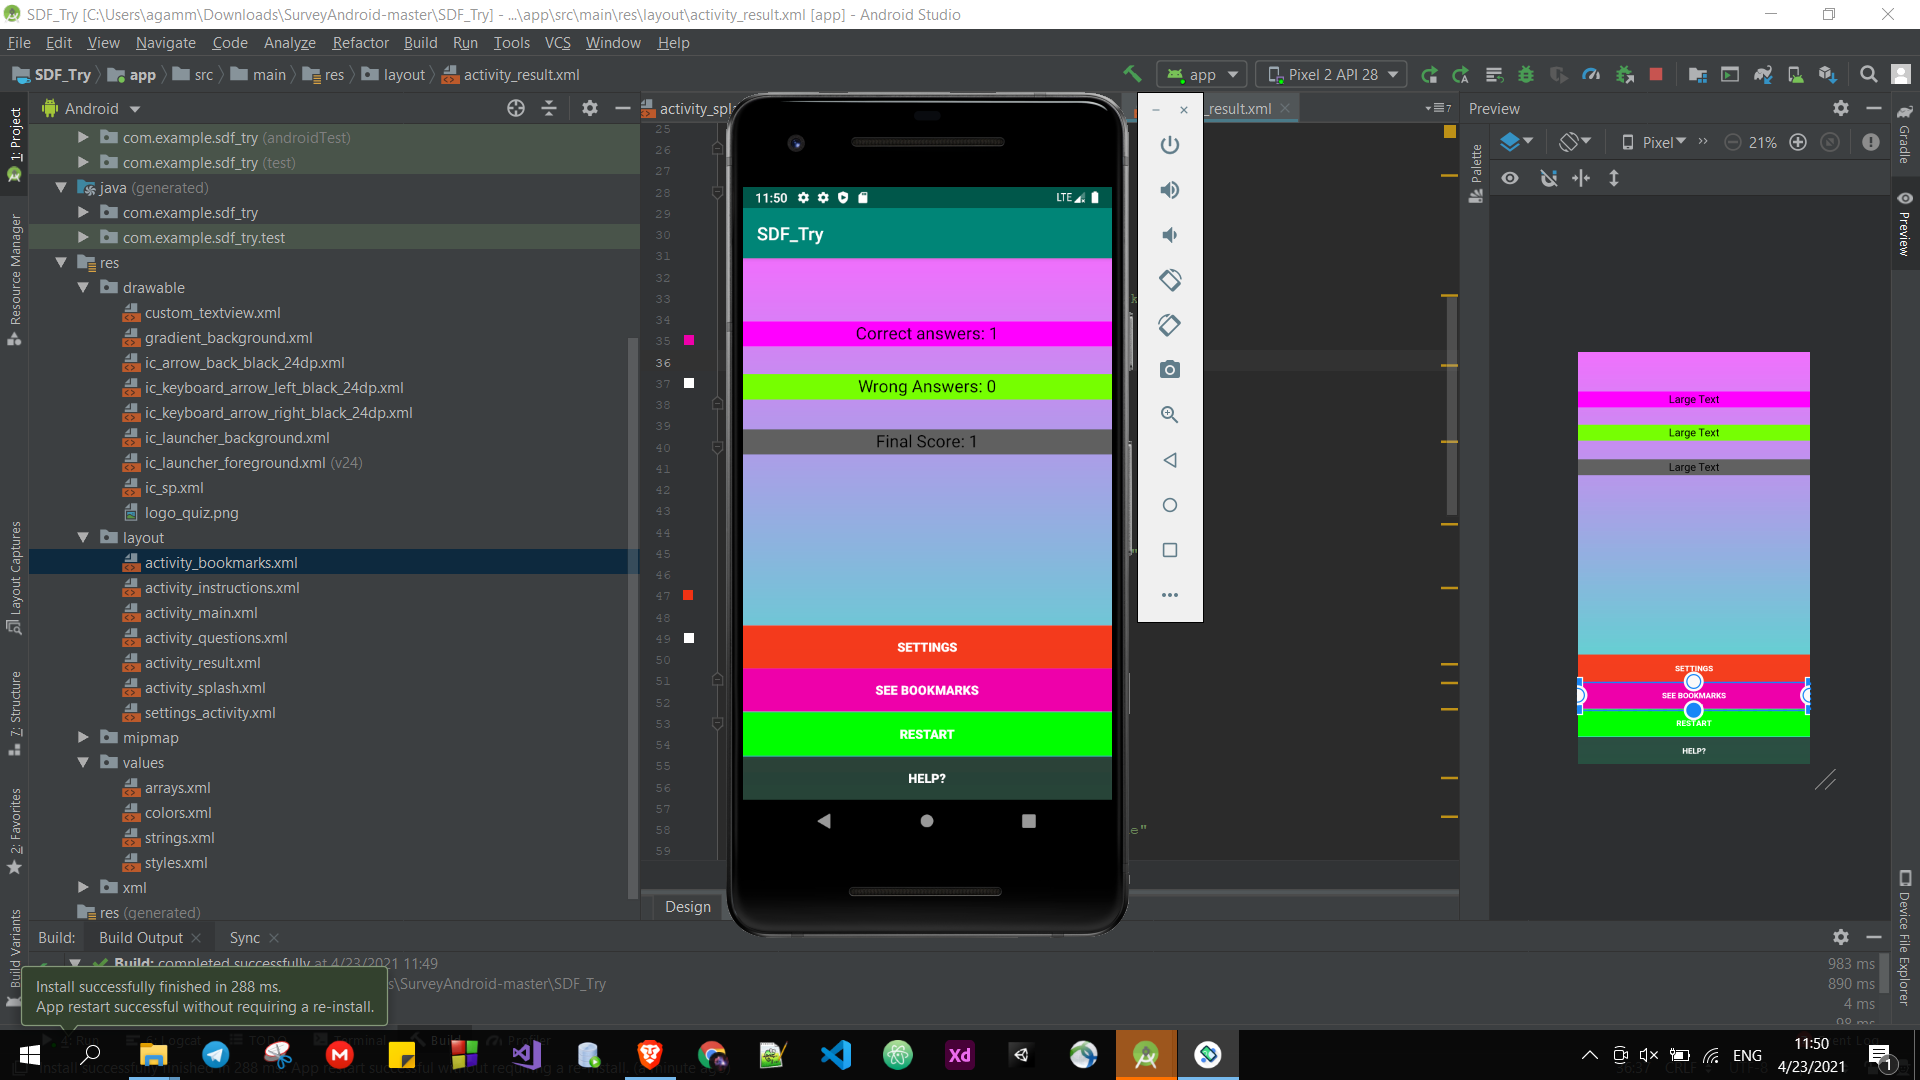 SDF_Try [C:\Users\agamm\Downloads\SurveyAndroid-master\SDF_Try] - ...\app\src\main\res\layout\activity_result.xml [app] - Android Studio
File Edit View Navigate Code Analyze Refactor Build Run Tools VCS Window Help
SDF_Try app src main res layout activity_result.xml app Pixel 2 API 28
Android
activity_spl
_result.xml
7
Preview
1: Project
Resource Manager
Layout Captures
7: Structure
2: Favorites
Build Variants
com.example.sdf_try (androidTest)
com.example.sdf_try (test)
java (generated)
com.example.sdf_try
com.example.sdf_try.test
res
drawable
custom_textview.xml
gradient_background.xml
ic_arrow_back_black_24dp.xml
ic_keyboard_arrow_left_black_24dp.xml
ic_keyboard_arrow_right_black_24dp.xml
ic_launcher_background.xml
ic_launcher_foreground.xml (v24)
ic_sp.xml
logo_quiz.png
layout
activity_bookmarks.xml
activity_instructions.xml
activity_main.xml
activity_questions.xml
activity_result.xml
activity_splash.xml
settings_activity.xml
mipmap
values
arrays.xml
colors.xml
strings.xml
styles.xml
xml
res (generated)
25
26
27
28
29
30
31
32
33
34
35
36
37
38
39
40
41
42
43
44
45
46
47
48
49
50
51
52
53
54
55
56
57
58
59
k
"
e"
Design
11:50 LTE
SDF_Try
Correct answers: 1
Wrong Answers: 0
Final Score: 1
SETTINGS
SEE BOOKMARKS
RESTART
HELP?
Palette
Pixel 21%
Large Text
Large Text
Large Text
SETTINGS
SEE BOOKMARKS
RESTART
HELP?
Gradle
Preview
Device File Explorer
Build: Build Output Sync
Build: completed successfully at 4/23/2021 11:49
s\SurveyAndroid-master\SDF_Try
983 ms
890 ms
4 ms
98 ms
Install successfully finished in 288 ms.
App restart successful without requiring a re-install.
Xd
ENG
11:50
4/23/2021
1